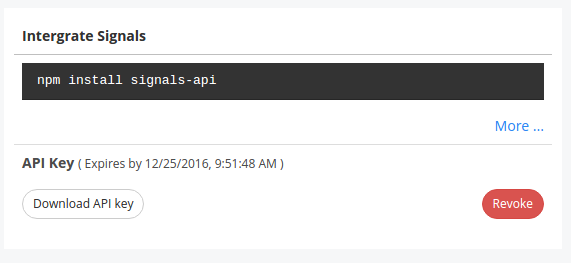 Intergrate Signals
npm install signals-api
More ...
API Key ( Expires by 12/25/2016, 9:51:48 AM )
Download API key
Revoke